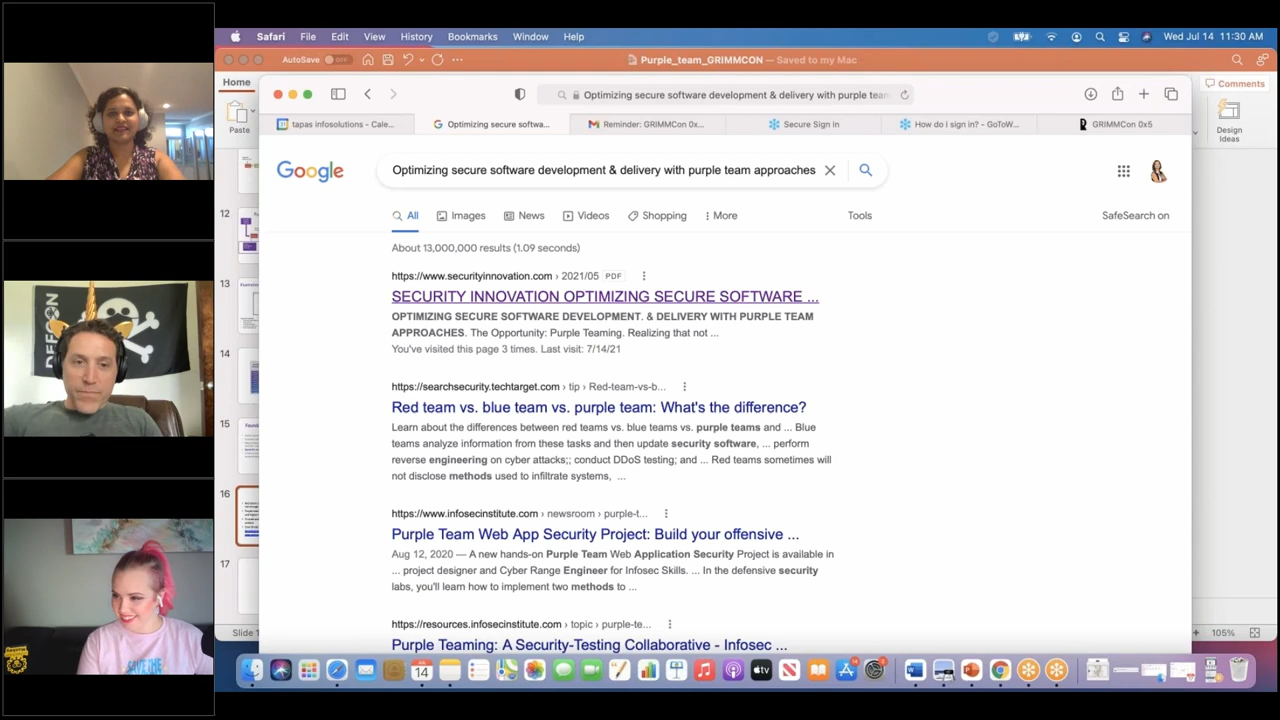 Safari File Edit View History Bookmarks Window Help Wed Jul 14 11:30 AM
AutoSave OFF Purple_team_GRIMMCON — Saved to my Mac
Home Comments
Paste
Design
Ideas
Optimizing secure software development & delivery with purple team
tapas infosolutions - Cale... Optimizing secure softwa... Reminder: GRIMMCon 0x... Secure Sign In How do I sign in? - GoToW... GRIMMCon 0x5
Google
Optimizing secure software development & delivery with purple team approaches
All Images News Videos Shopping More Tools SafeSearch on
About 13,000,000 results (1.09 seconds)
https://www.securityinnovation.com › 2021/05 PDF
SECURITY INNOVATION OPTIMIZING SECURE SOFTWARE ...
OPTIMIZING SECURE SOFTWARE DEVELOPMENT. & DELIVERY WITH PURPLE TEAM
APPROACHES. The Opportunity: Purple Teaming. Realizing that not ...
You've visited this page 3 times. Last visit: 7/14/21
https://searchsecurity.techtarget.com › tip › Red-team-vs-b...
Red team vs. blue team vs. purple team: What's the difference?
Learn about the differences between red teams vs. blue teams vs. purple teams and ... Blue
teams analyze information from these tasks and then update security software, ... perform
reverse engineering on cyber attacks;; conduct DDoS testing; and ... Red teams sometimes will
not disclose methods used to infiltrate systems, ...
https://www.infosecinstitute.com › newsroom › purple-t...
Purple Team Web App Security Project: Build your offensive ...
Aug 12, 2020 — A new hands-on Purple Team Web Application Security Project is available in
... project designer and Cyber Range Engineer for Infosec Skills. ... In the defensive security
labs, you'll learn how to implement two methods to ...
https://resources.infosecinstitute.com › topic › purple-te...
Purple Teaming: A Security-Testing Collaborative - Infosec ...
12
13
14
15
16
17
Slide 1
105%
DEFCON
SAVE THE
JUL
14
tv